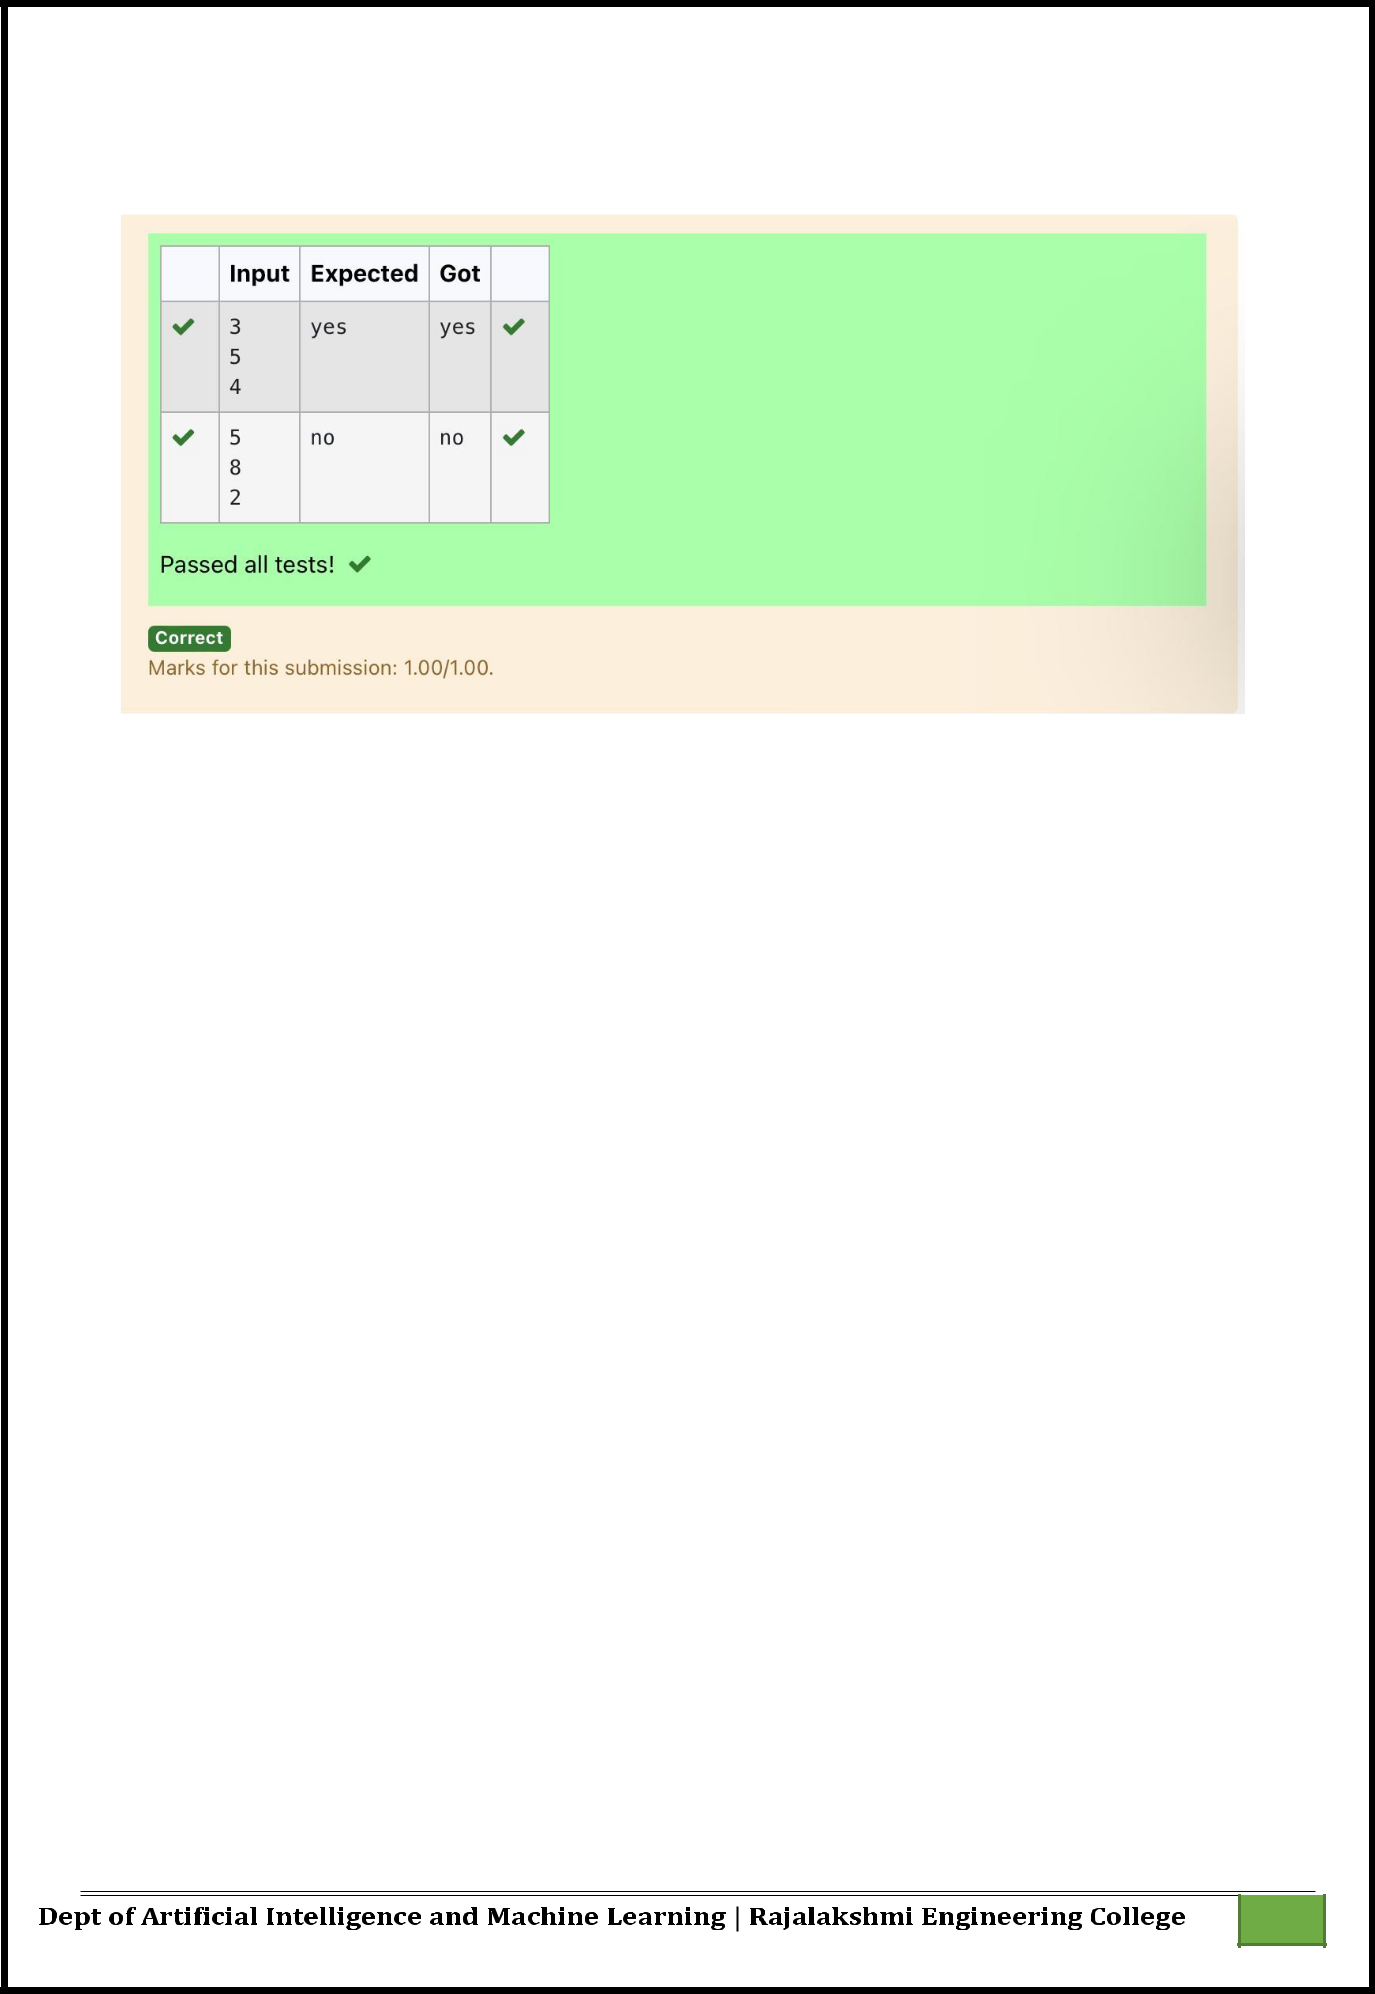 Input Expected Got
3 yes yes
5
4
5 no no
8
2
Passed all tests!
Correct
Marks for this submission: 1.00/1.00.
Dept of Artificial Intelligence and Machine Learning | Rajalakshmi Engineering College